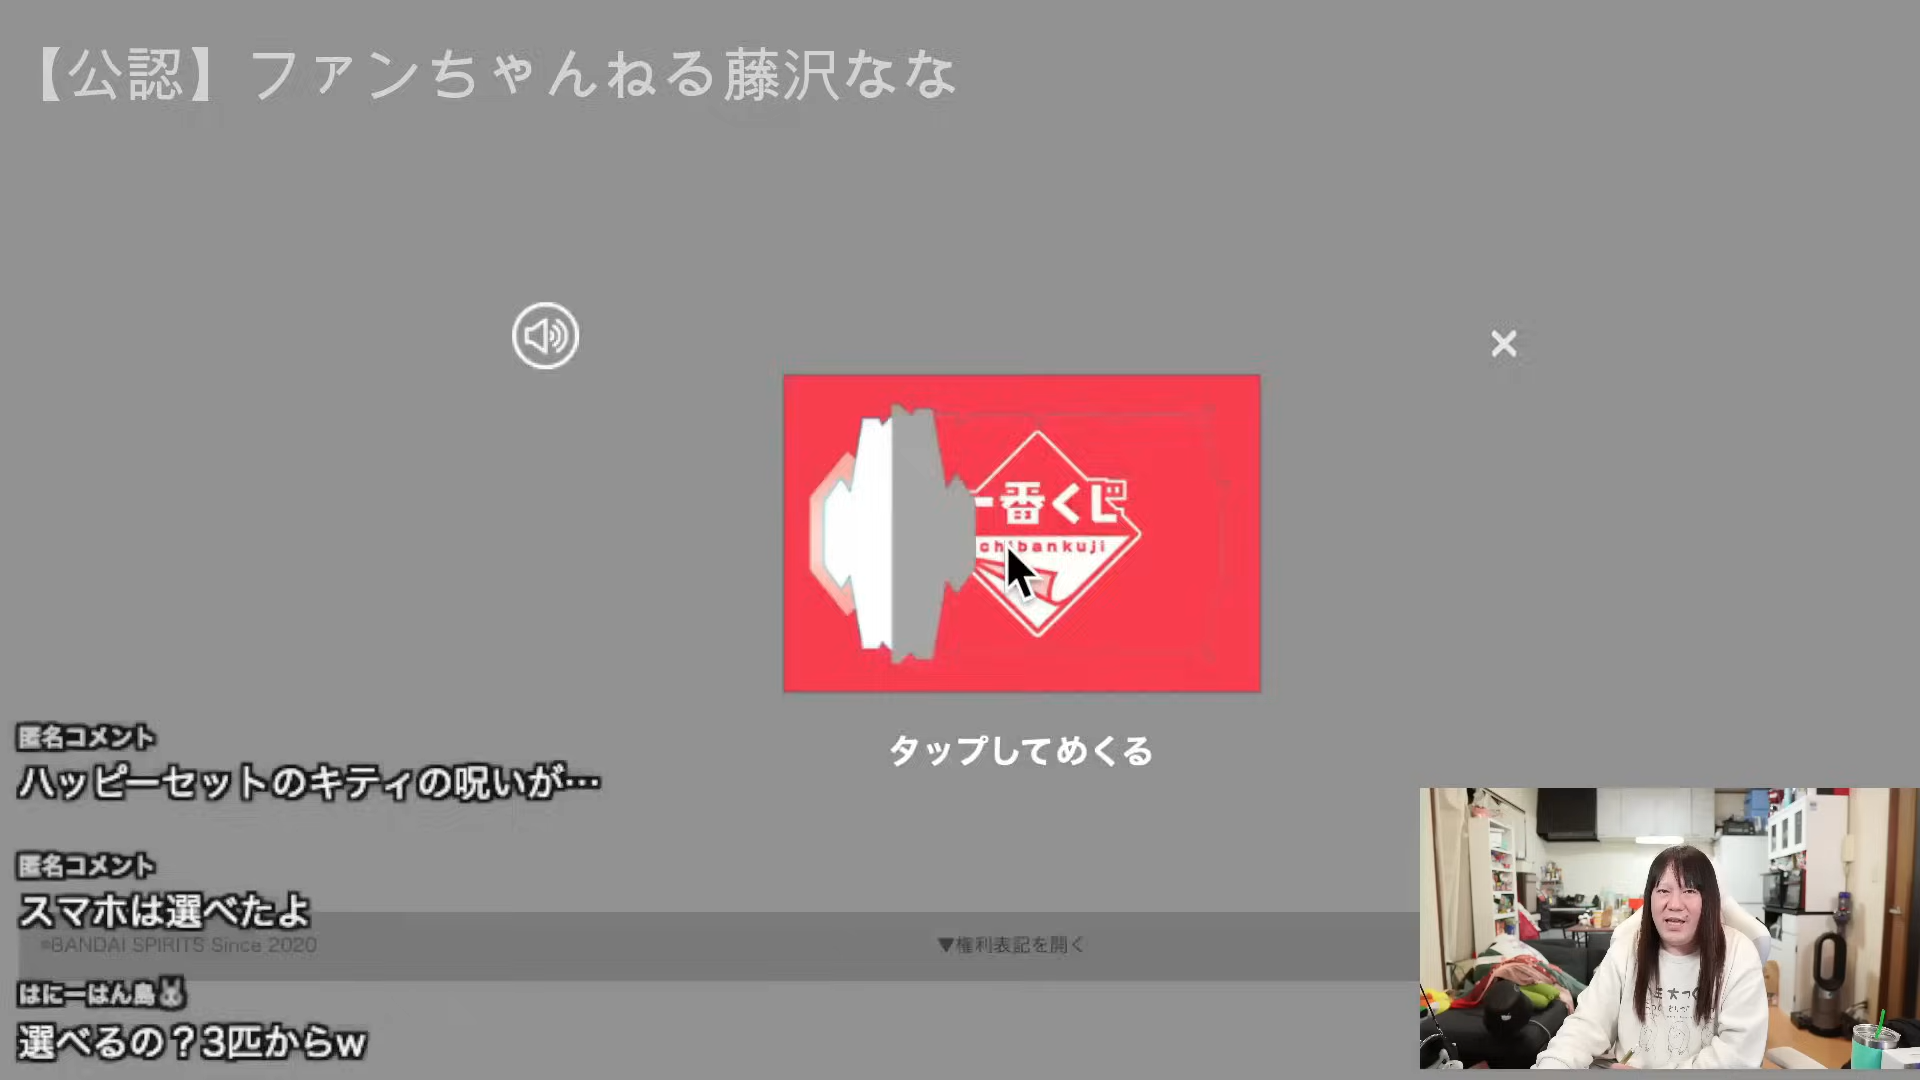 【公認】ファンちゃんねる藤沢なな
一番くじ
chibankuji
タップしてめくる
匿名コメント
ハッピーセットのキティの呪いが…
匿名コメント
スマホは選べたよ
©BANDAI SPIRITS Since 2020
▼権利表記を開く
はにーはん島🐰
選べるの？3匹からw